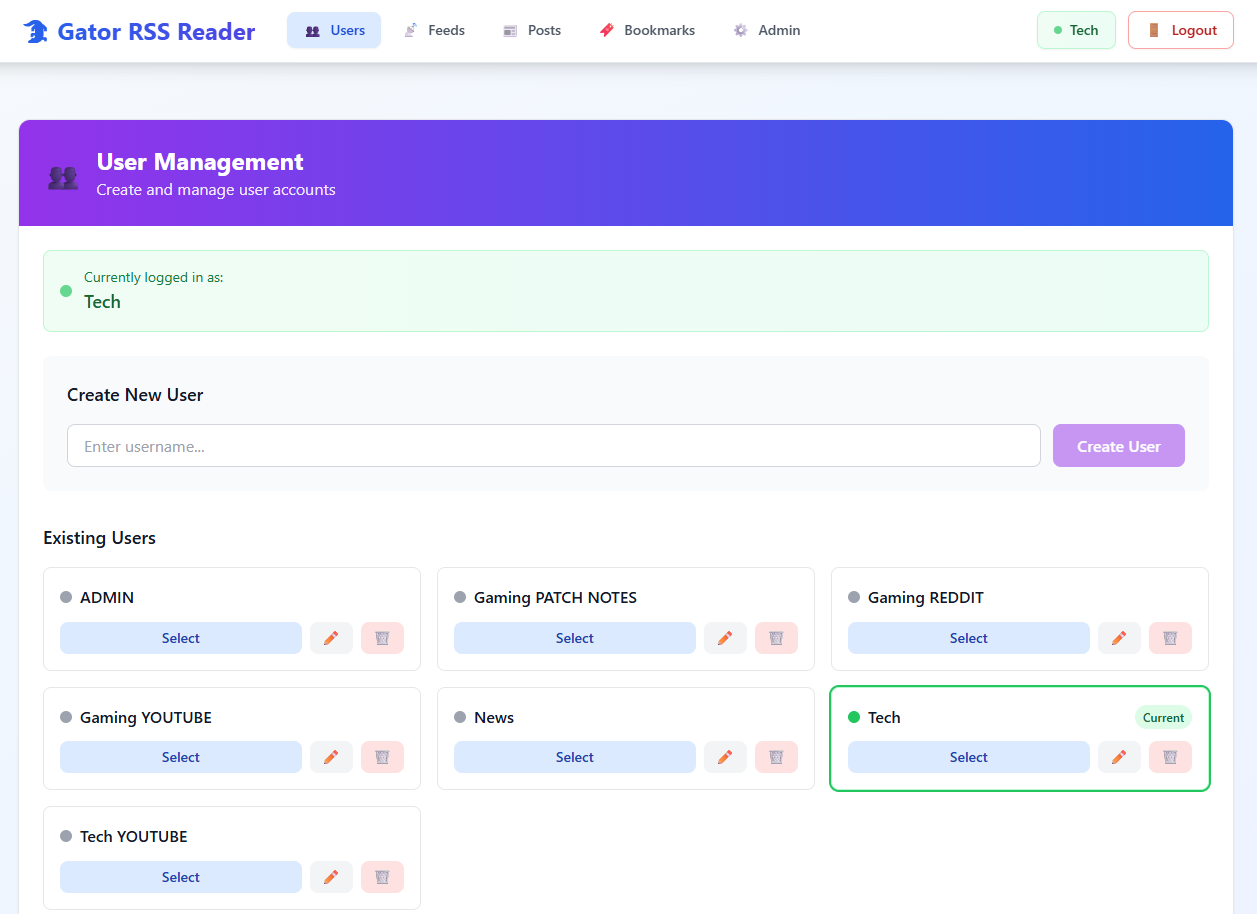 Gator RSS Reader
Users
Feeds
Posts
Bookmarks
Admin
Tech
Logout
User Management
Create and manage user accounts
Currently logged in as:
Tech
Create New User
Enter username...
Create User
Existing Users
ADMIN
Gaming PATCH NOTES
Gaming REDDIT
Select
Select
Select
Gaming YOUTUBE
News
Tech
Current
Select
Select
Select
Tech YOUTUBE
Select